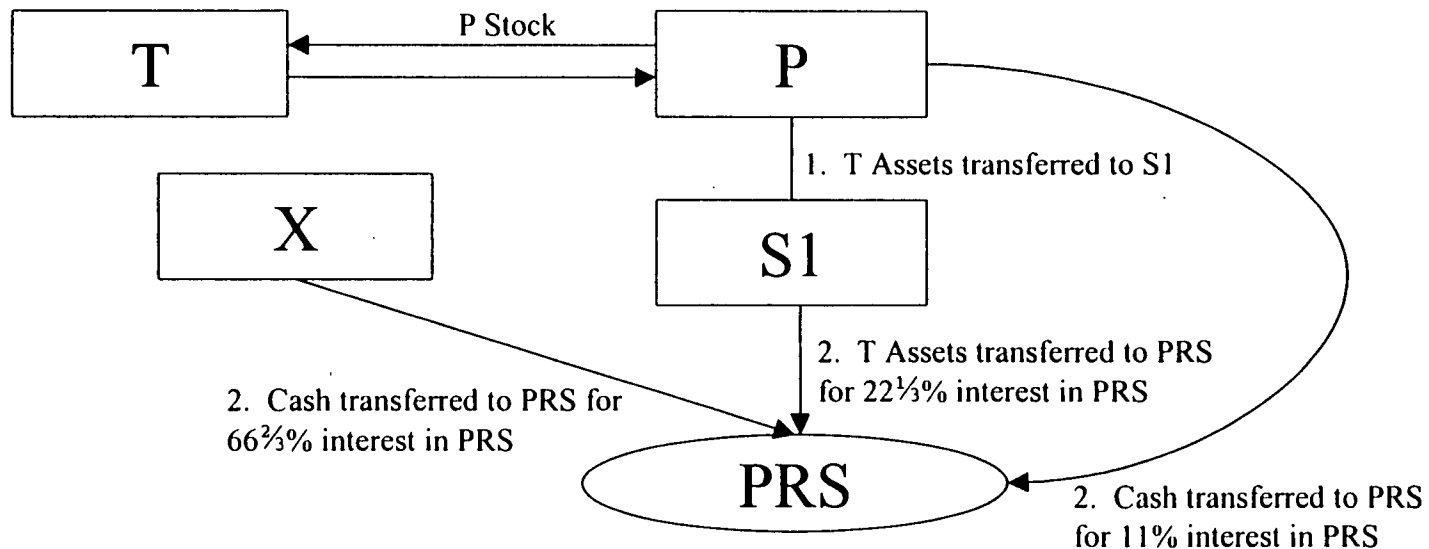 P Stock
T
P
1. T Assets transferred to S1
X
S1
2. T Assets transferred to PRS
for 22⅓% interest in PRS
2. Cash transferred to PRS for
66⅔% interest in PRS
PRS
2. Cash transferred to PRS
for 11% interest in PRS